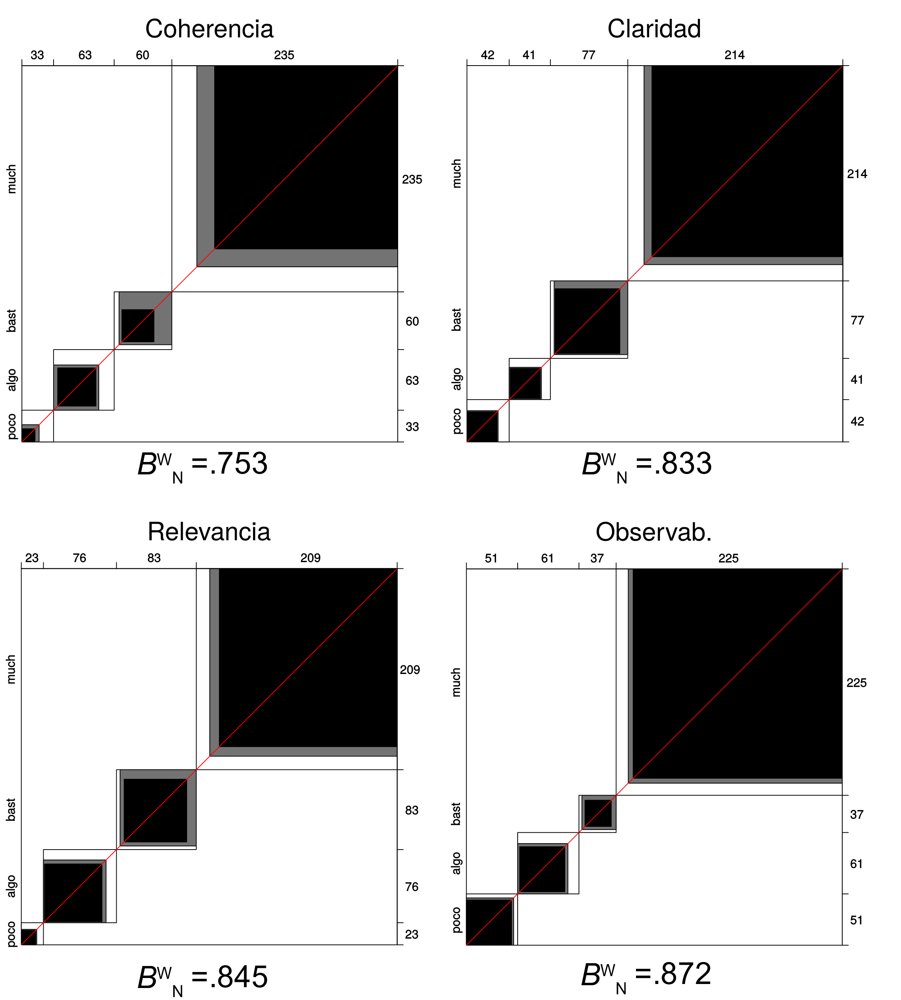 Coherencia
33 63 60 235
much 235
bast 60
algo 63
poco 33
B^W_N =.753
Claridad
42 41 77 214
much 214
bast 77
algo 41
poco 42
B^W_N =.833
Relevancia
23 76 83 209
much 209
bast 83
algo 76
poco 23
B^W_N =.845
Observab.
51 61 37 225
much 225
bast 37
algo 61
poco 51
B^W_N =.872